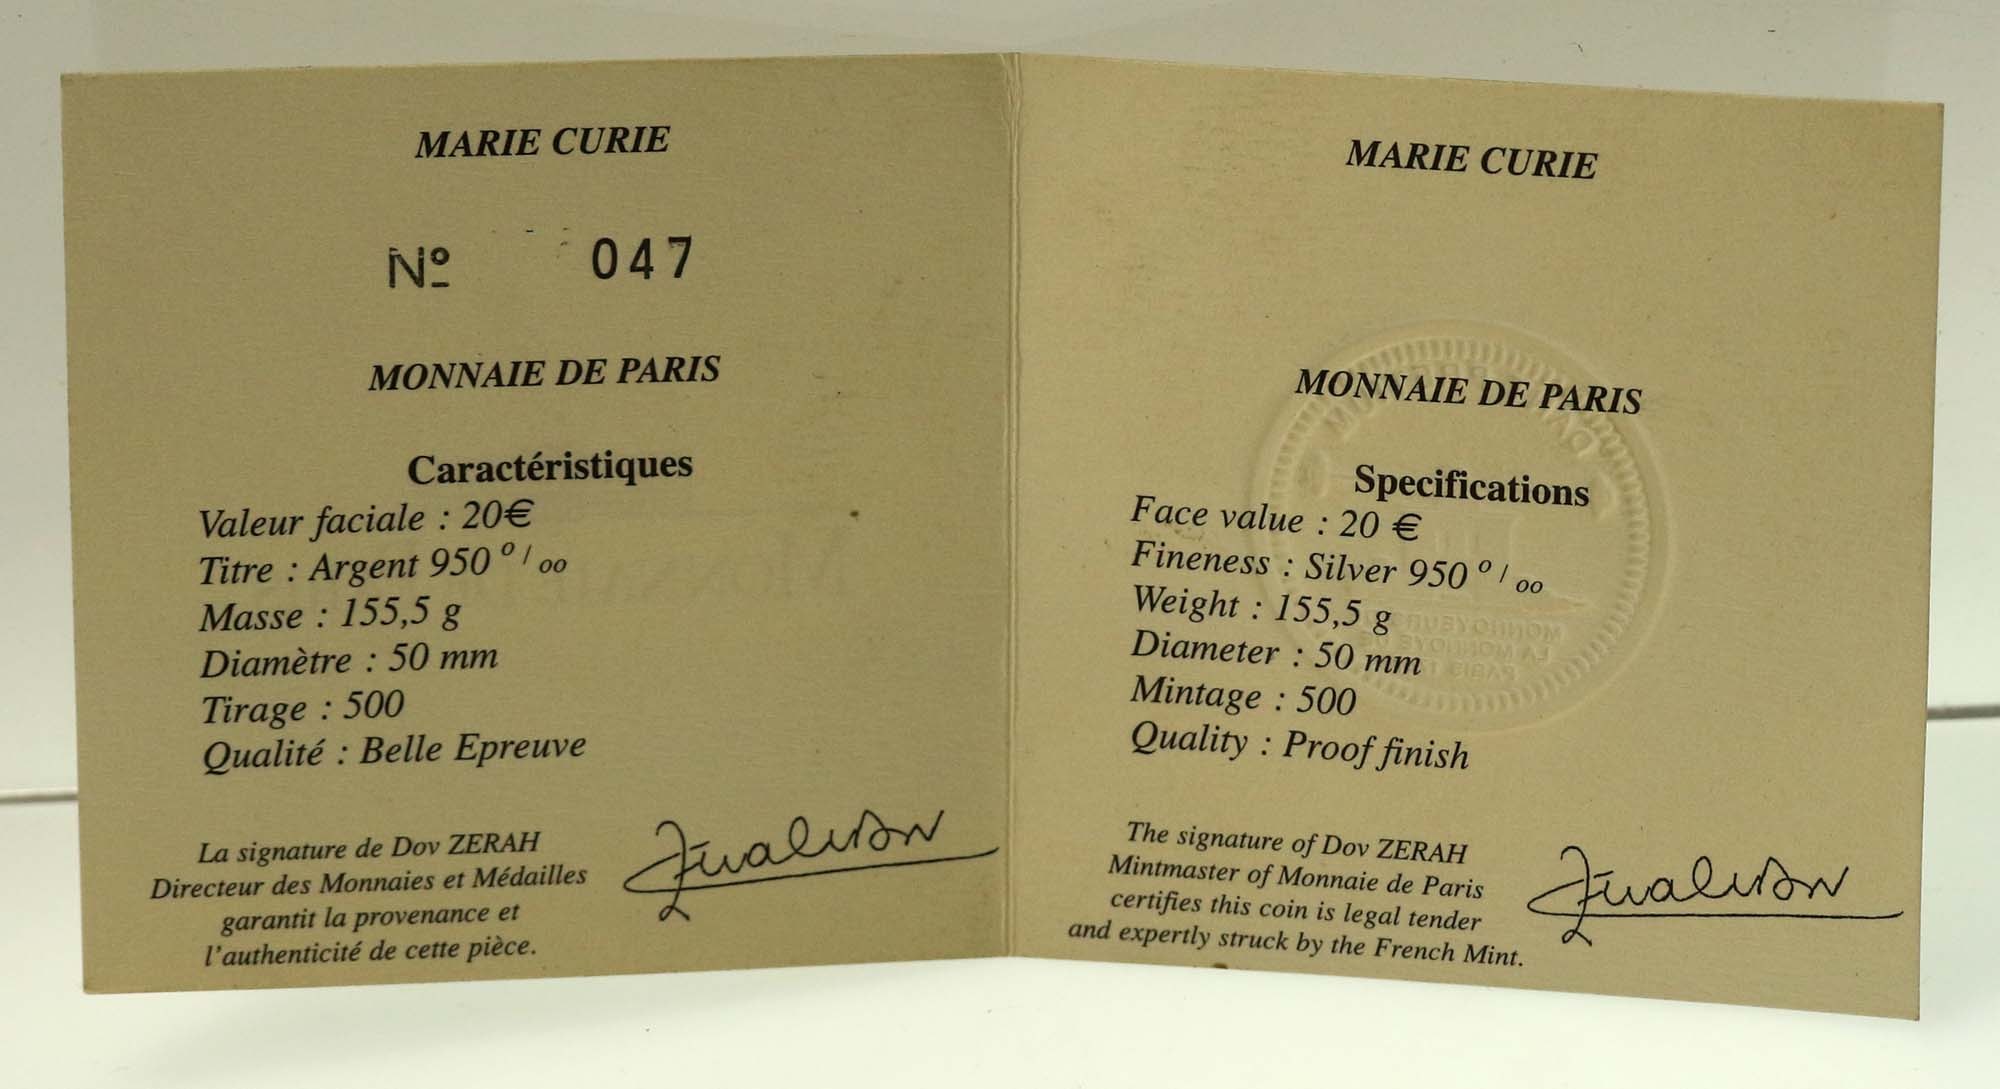 MARIE CURIE
Nº 047
MONNAIE DE PARIS
Caractéristiques
Valeur faciale : 20€
Titre : Argent 950 º/ₒₒ
Masse : 155,5 g
Diamètre : 50 mm
Tirage : 500
Qualité : Belle Epreuve
La signature de Dov ZERAH
Directeur des Monnaies et Médailles
garantit la provenance et
l'authenticité de cette pièce.
MARIE CURIE
MONNAIE DE PARIS
Specifications
Face value : 20 €
Fineness : Silver 950 º/ₒₒ
Weight : 155,5 g
Diameter : 50 mm
Mintage : 500
Quality : Proof finish
The signature of Dov ZERAH
Mintmaster of Monnaie de Paris
certifies this coin is legal tender
and expertly struck by the French Mint.